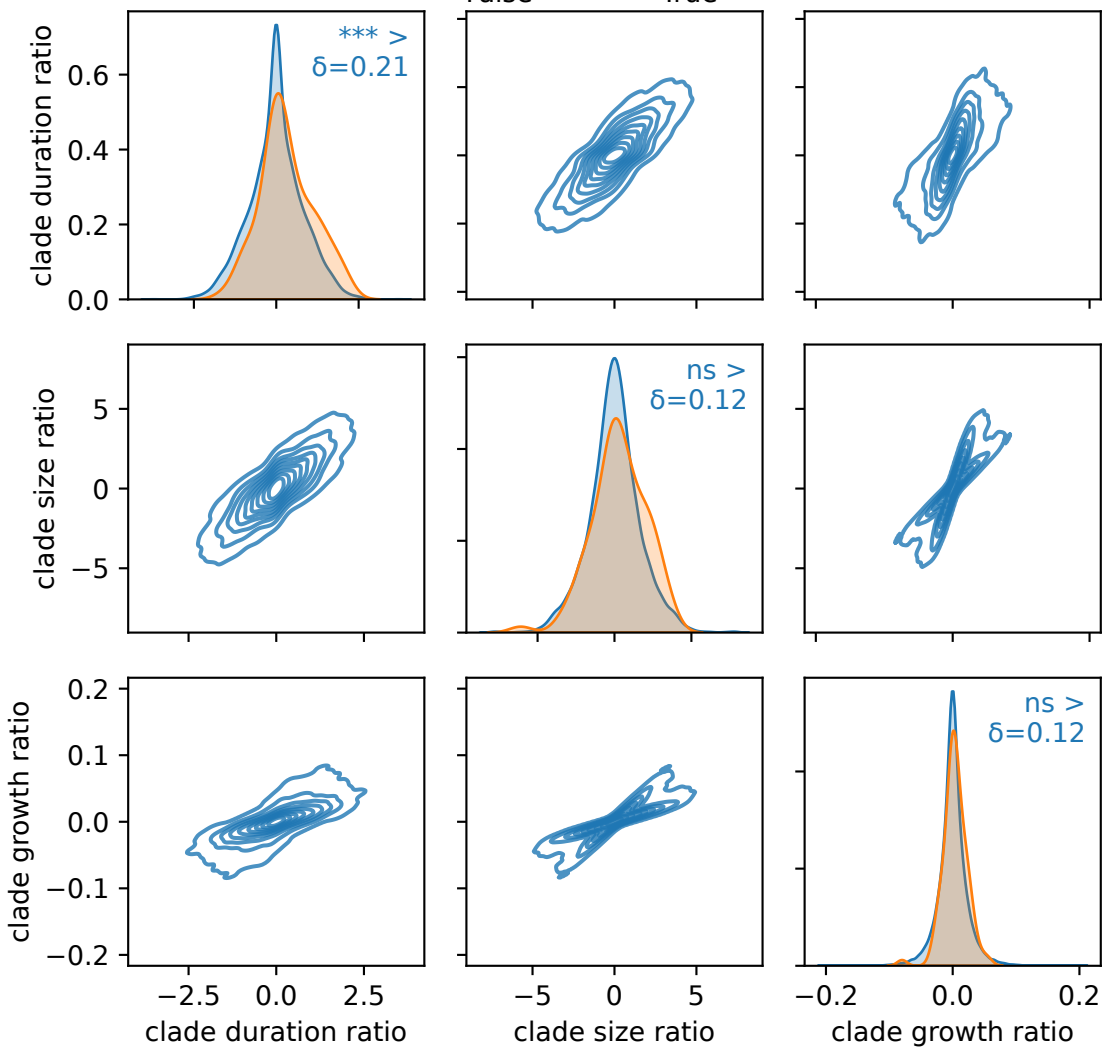 clade duration ratio
0.6
0.4
0.2
0.0
*** >
δ=0.21
clade size ratio
5
0
−5
ns >
δ=0.12
clade growth ratio
0.2
0.1
0.0
−0.1
−0.2
ns >
δ=0.12
−2.5 0.0 2.5
−5 0 5
−0.2 0.0 0.2
clade duration ratio
clade size ratio
clade growth ratio